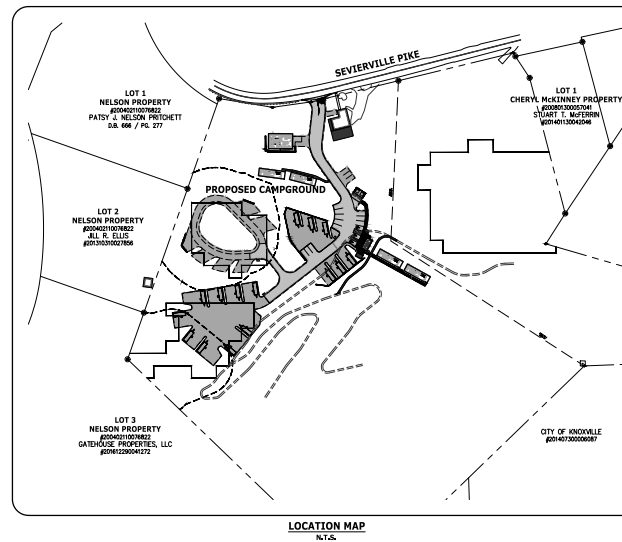 SEVIERVILLE PIKE
LOT 1
NELSON PROPERTY
#200402110076822
PATSY J. NELSON PRITCHETT
D.B. 666 / PG. 277
LOT 1
CHERYL McKINNEY PROPERTY
#200801300057041
STUART T. McFERRIN
#201401130042046
PROPOSED CAMPGROUND
LOT 2
NELSON PROPERTY
#200402110076822
JILL R. ELLIS
#201310310027856
LOT 3
NELSON PROPERTY
#200402110076822
GATEHOUSE PROPERTIES, LLC
#201612290041272
CITY OF KNOXVILLE
#201407300006087
LOCATION MAP
N.T.S.